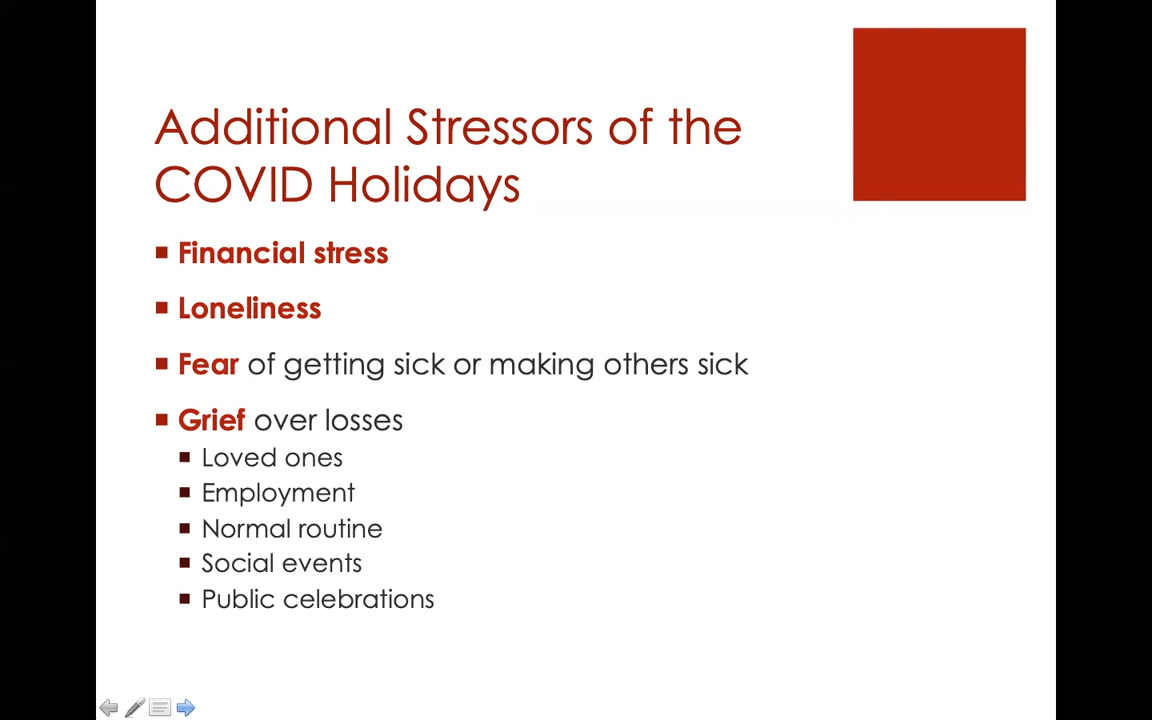 Additional Stressors of the
COVID Holidays
Financial stress
Loneliness
Fear of getting sick or making others sick
Grief over losses
Loved ones
Employment
Normal routine
Social events
Public celebrations